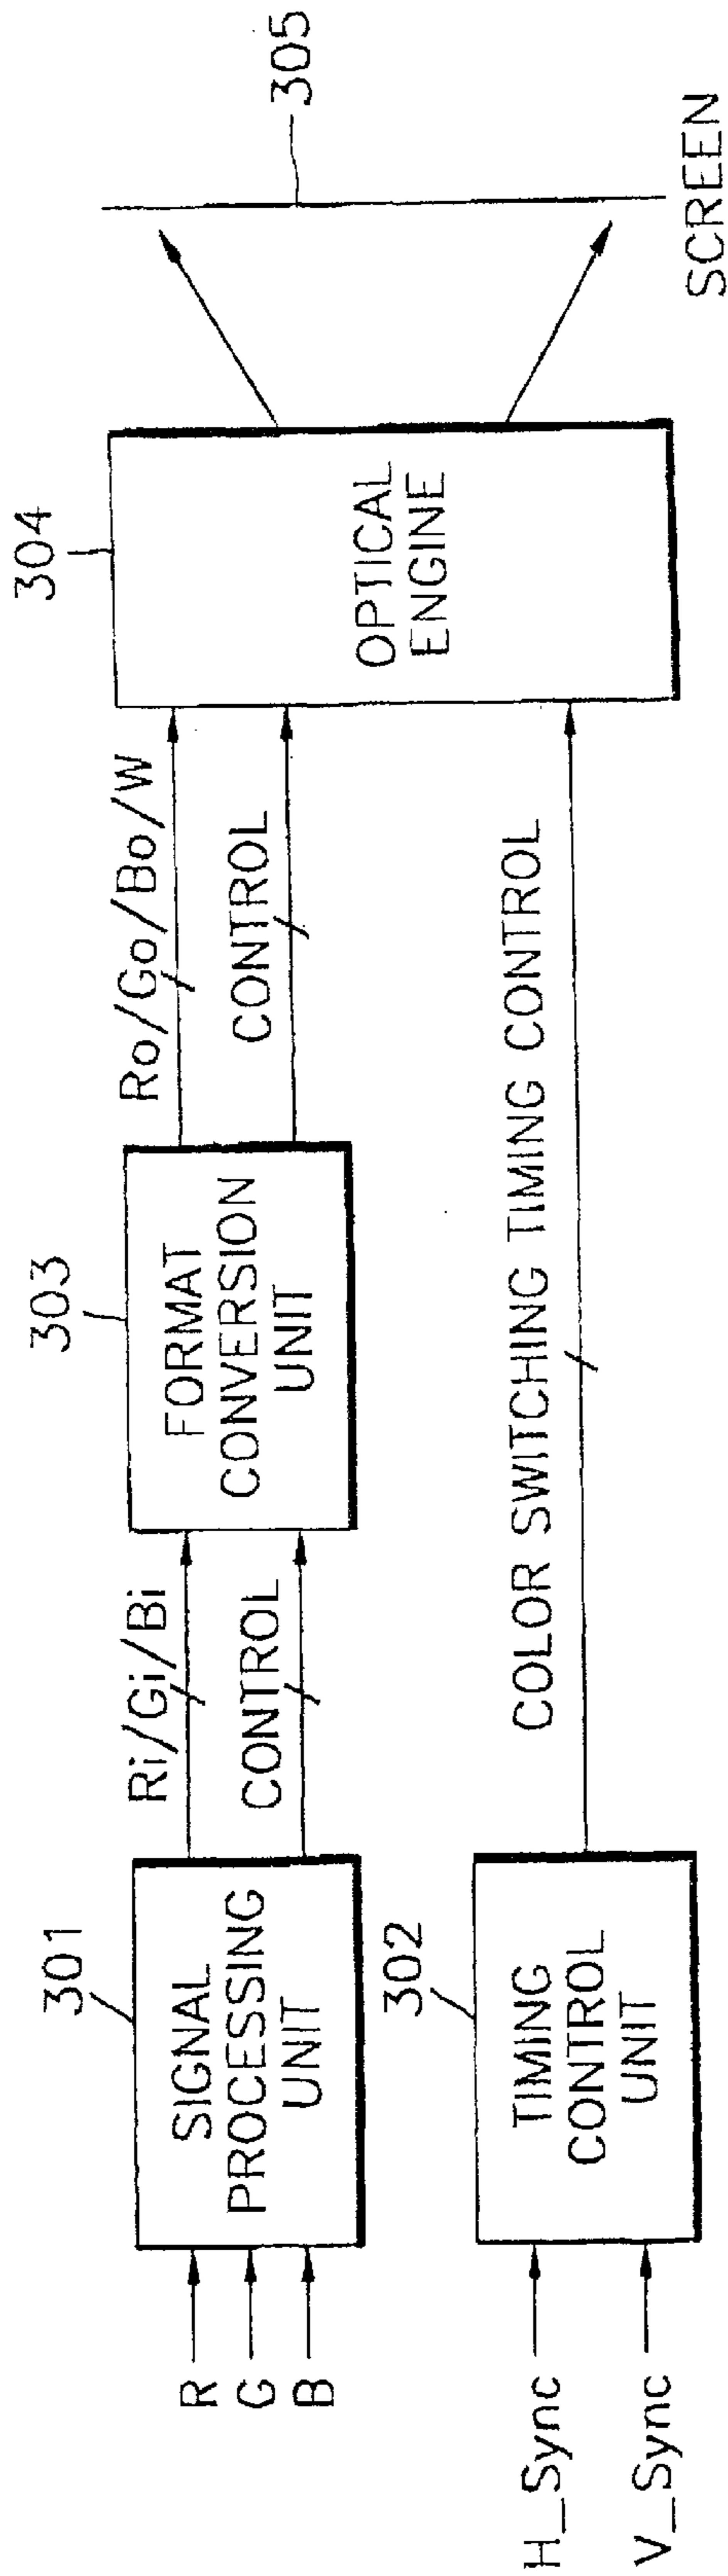 R
G
B
301
SIGNAL
PROCESSING
UNIT
Ri/Gi/Bi
CONTROL
303
FORMAT
CONVERSION
UNIT
Ro/Go/Bo/W
CONTROL
304
OPTICAL
ENGINE
305
SCREEN
H_Sync
V_Sync
302
TIMING
CONTROL
UNIT
COLOR SWITCHING TIMING CONTROL